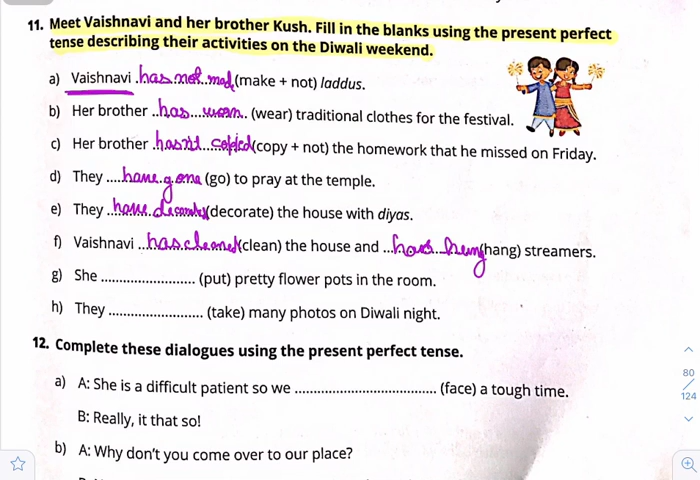 11. Meet Vaishnavi and her brother Kush. Fill in the blanks using the present perfect
tense describing their activities on the Diwali weekend.
a) Vaishnavi .has not mad (make + not) laddus.
b) Her brother ..has...worn.. (wear) traditional clothes for the festival.
c) Her brother .hasn't...copied(copy + not) the homework that he missed on Friday.
d) They ....have.gone (go) to pray at the temple.
e) They ..have. (decorate) the house with diyas.
f) Vaishnavi ..has cleaned(clean) the house and ...has...hung(hang) streamers.
g) She ......................... (put) pretty flower pots in the room.
h) They ......................... (take) many photos on Diwali night.
12. Complete these dialogues using the present perfect tense.
a) A: She is a difficult patient so we ..................................... (face) a tough time.
B: Really, it that so!
b) A: Why don't you come over to our place?
80
124